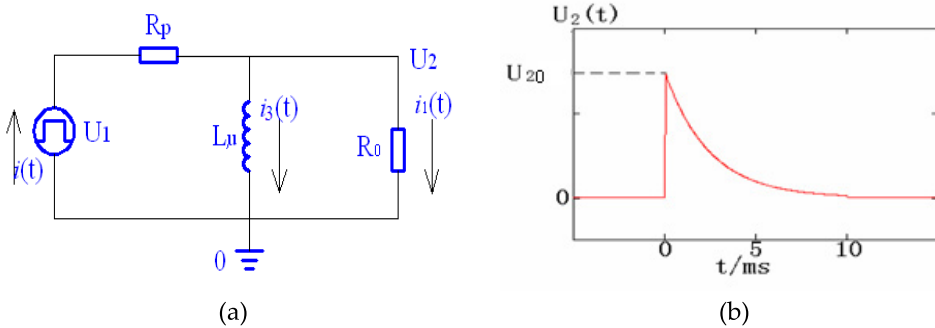 Rp
U2
U1
Lμ
i3(t)
i1(t)
R0
i(t)
0
(a)
U2(t)
U20
0
0 5 10
t/ms
(b)